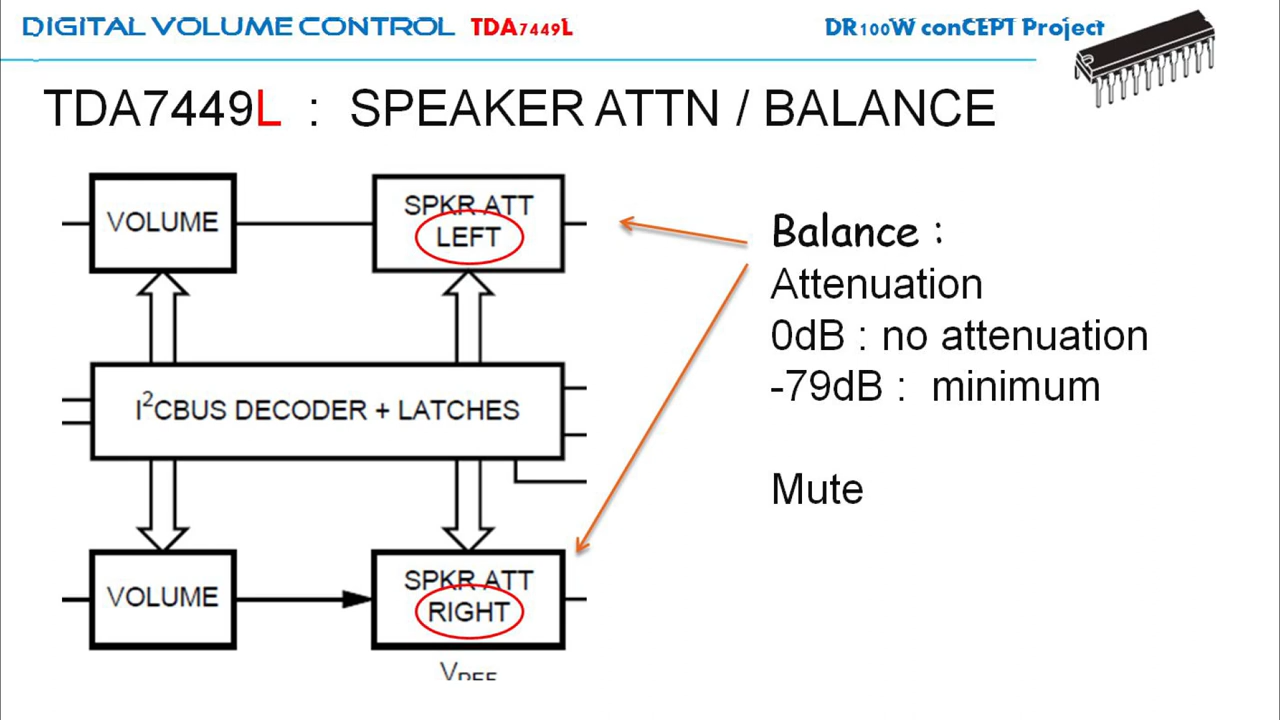 DIGITAL VOLUME CONTROL TDA7449L
DR100W conCEPT Project
TDA7449L : SPEAKER ATTN / BALANCE
VOLUME
SPKR ATT
LEFT
I²CBUS DECODER + LATCHES
VOLUME
SPKR ATT
RIGHT
VREF
Balance :
Attenuation
0dB : no attenuation
-79dB : minimum
Mute